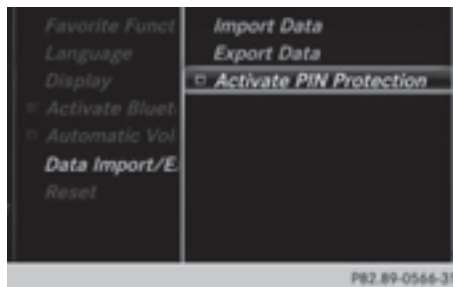 Favorite Funct
Language
Display
Activate Bluet
Automatic Vol
Data Import/E
Reset
Import Data
Export Data
Activate PIN Protection
P82.89-0566-31